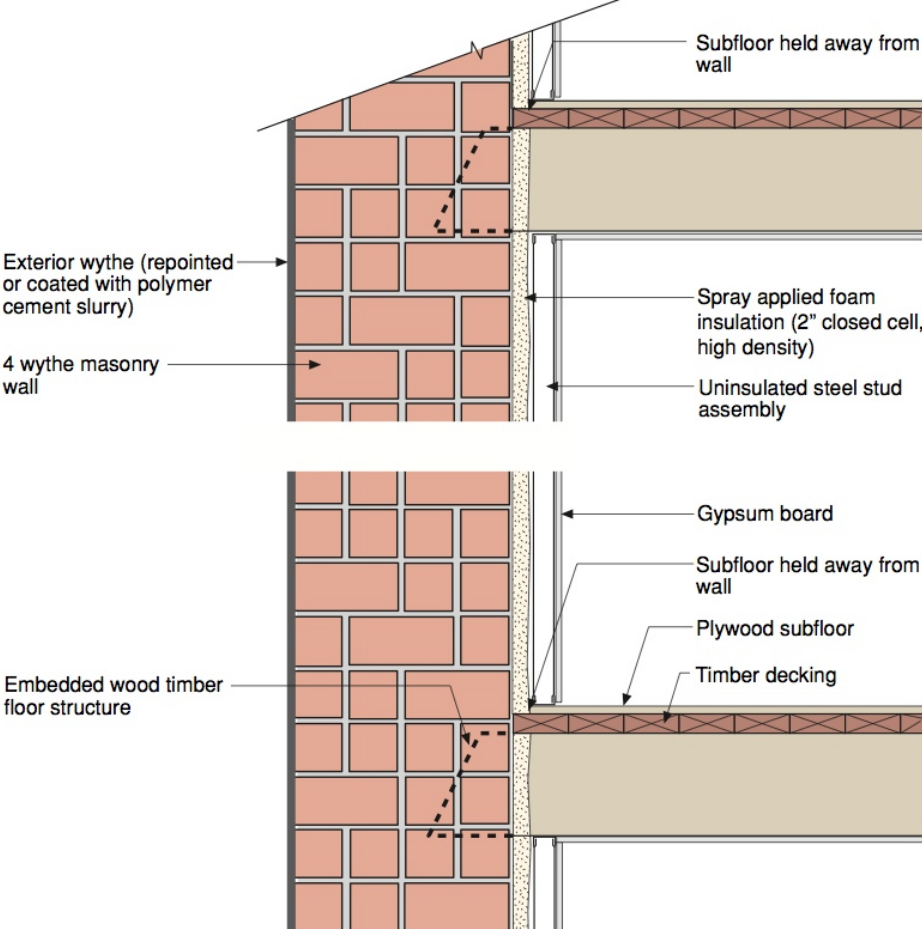 Subfloor held away from
wall
Exterior wythe (repointed
or coated with polymer
cement slurry)
Spray applied foam
insulation (2” closed cell,
high density)
4 wythe masonry
wall
Uninsulated steel stud
assembly
Gypsum board
Subfloor held away from
wall
Plywood subfloor
Timber decking
Embedded wood timber
floor structure